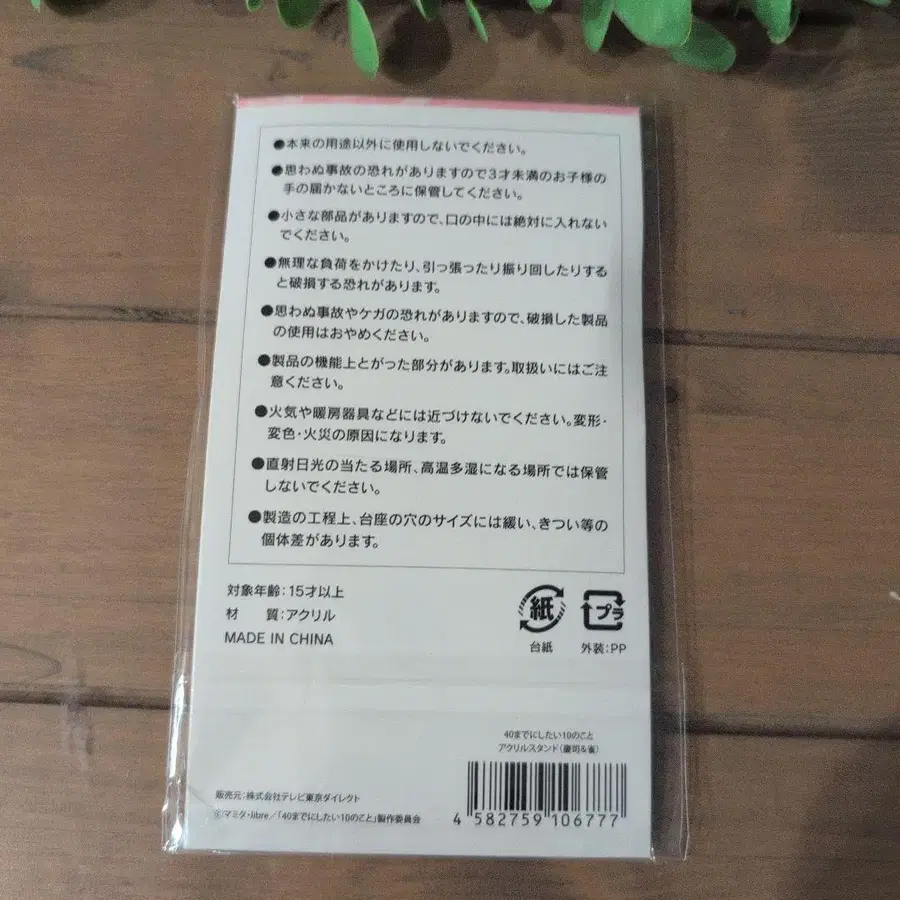 ●本来の用途以外に使用しないでください。
●思わぬ事故の恐れがありますので3才未満のお子様の
手の届かないところに保管してください。
●小さな部品がありますので、口の中には絶対に入れない
でください。
●無理な負荷をかけたり、引っ張ったり振り回したりする
と破損する恐れがあります。
●思わぬ事故やケガの恐れがありますので、破損した製品
の使用はおやめください。
●製品の機能上とがった部分があります。取扱いにはご注
意ください。
●火気や暖房器具などには近づけないでください。変形・
変色・火災の原因になります。
●直射日光の当たる場所、高温多湿になる場所では保管
しないでください。
●製造の工程上、台座の穴のサイズには緩い、きつい等の
個体差があります。
対象年齢：15才以上
材　質：アクリル
MADE IN CHINA
紙
台紙
プラ
外装：PP
40までにしたい10のこと
アクリルスタンド（慶司&雀）
販売元：株式会社テレビ東京ダイレクト
©マミタ・libre／「40までにしたい10のこと」製作委員会
4 582759 106777